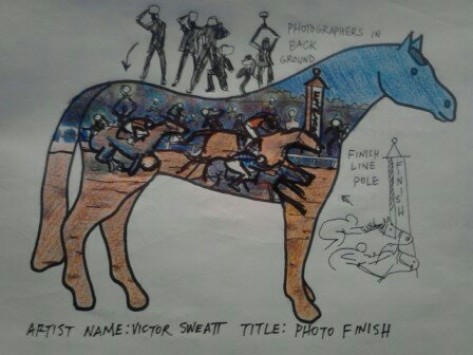 PHOTOGRAPHERS IN
BACK
GROUND
FINISH
LINE
POLE
FINISH
ARTIST NAME: VICTOR SWEATT TITLE: PHOTO FINISH